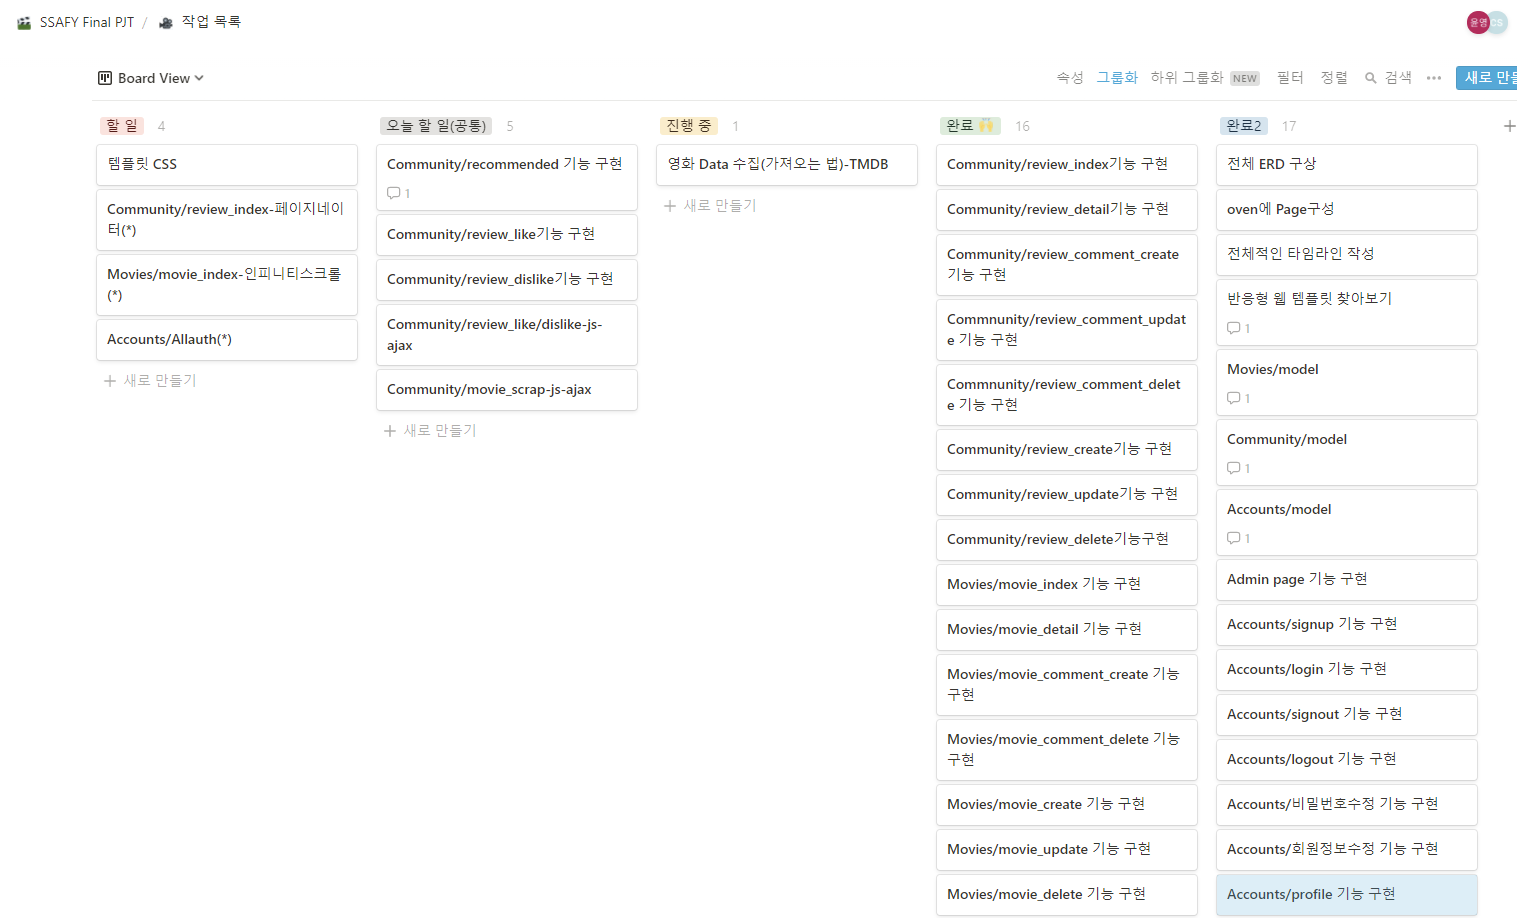 SSAFY Final PJT / 작업 목록
윤영 CS
Board View
속성 그룹화 하위 그룹화 NEW 필터 정렬 검색 새로 만들
할 일 4
템플릿 CSS
Community/review_index-페이지네이
터(*)
Movies/movie_index-인피니티스크롤
(*)
Accounts/Allauth(*)
+ 새로 만들기
오늘 할 일(공통) 5
Community/recommended 기능 구현
1
Community/review_like기능 구현
Community/review_dislike기능 구현
Community/review_like/dislike-js-
ajax
Community/movie_scrap-js-ajax
+ 새로 만들기
진행 중 1
영화 Data 수집(가져오는 법)-TMDB
+ 새로 만들기
완료 🙌 16
Community/review_index기능 구현
Community/review_detail기능 구현
Community/review_comment_create
기능 구현
Commnunity/review_comment_updat
e 기능 구현
Commnunity/review_comment_delet
e 기능 구현
Community/review_create기능 구현
Community/review_update기능 구현
Community/review_delete기능구현
Movies/movie_index 기능 구현
Movies/movie_detail 기능 구현
Movies/movie_comment_create 기능
구현
Movies/movie_comment_delete 기능
구현
Movies/movie_create 기능 구현
Movies/movie_update 기능 구현
Movies/movie_delete 기능 구현
완료2 17
전체 ERD 구상
oven에 Page구성
전체적인 타임라인 작성
반응형 웹 템플릿 찾아보기
1
Movies/model
1
Community/model
1
Accounts/model
1
Admin page 기능 구현
Accounts/signup 기능 구현
Accounts/login 기능 구현
Accounts/signout 기능 구현
Accounts/logout 기능 구현
Accounts/비밀번호수정 기능 구현
Accounts/회원정보수정 기능 구현
Accounts/profile 기능 구현